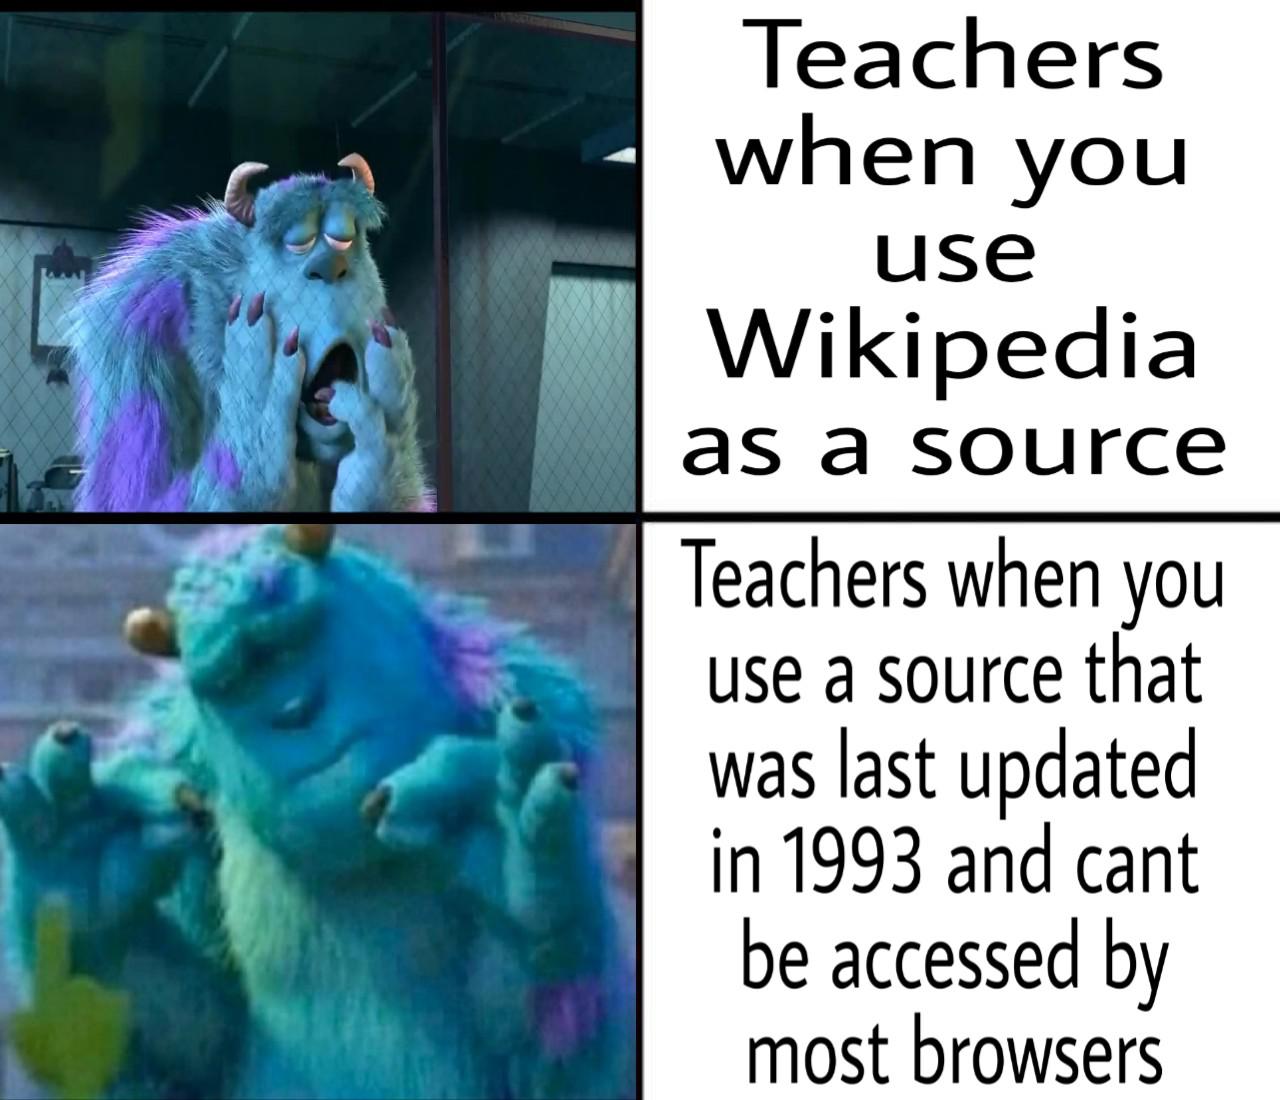 Teachers
when you
use
Wikipedia
as a source
Teachers when you
use a source that
was last updated
in 1993 and cant
be accessed by
most browsers